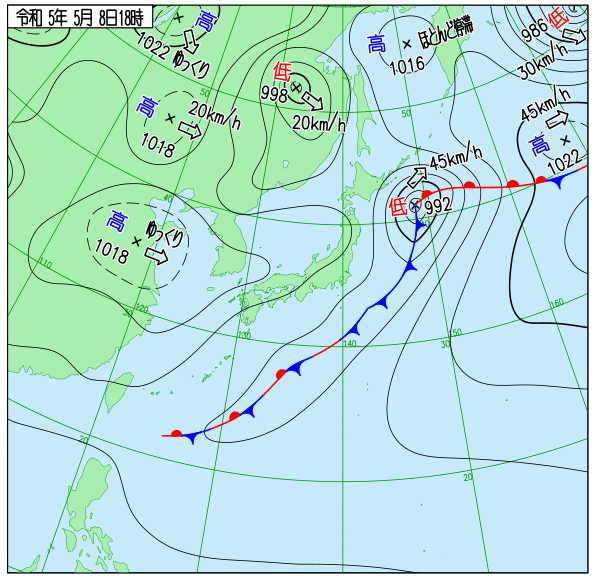 令和 5年 5月 8日18時
高
1022 ゆっくり
高
1018
20km/h
低
998
20km/h
高
1016
ほとんど停滞
986
低
30km/h
45km/h
高
1022
45km/h
低
992
高
1018
ゆっくり
50
50
40
40
110
120
30
130
140
30
150
160
20
20